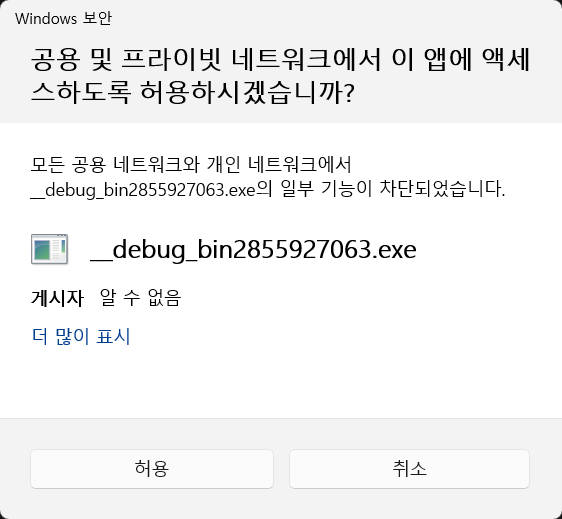 Windows 보안
공용 및 프라이빗 네트워크에서 이 앱에 액세
스하도록 허용하시겠습니까?
모든 공용 네트워크와 개인 네트워크에서
__debug_bin2855927063.exe의 일부 기능이 차단되었습니다.
__debug_bin2855927063.exe
게시자 알 수 없음
더 많이 표시
허용
취소